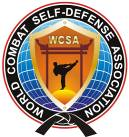 WORLD COMBAT SELF-DEFENSE ASSOCIATION
WCSA